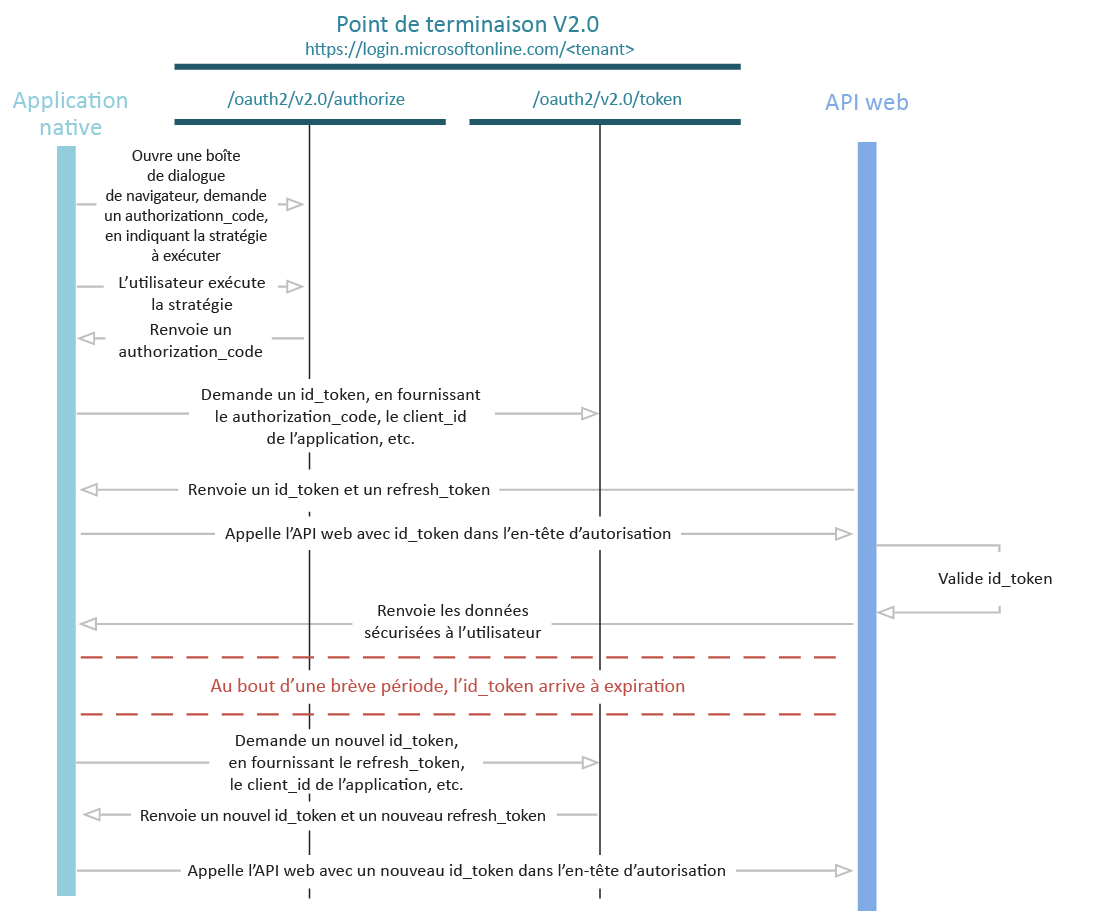 Point de terminaison V2.0
https://login.microsoftonline.com/<tenant>
/oauth2/v2.0/authorize
/oauth2/v2.0/token
Application
native
API web
Ouvre une boîte
de dialogue
de navigateur, demande
un authorizationn_code,
en indiquant la stratégie
à exécuter
L’utilisateur exécute
la stratégie
Renvoie un
authorization_code
Demande un id_token, en fournissant
le authorization_code, le client_id
de l’application, etc.
Renvoie un id_token et un refresh_token
Appelle l’API web avec id_token dans l’en-tête d’autorisation
Valide id_token
Renvoie les données
sécurisées à l’utilisateur
Au bout d’une brève période, l’id_token arrive à expiration
Demande un nouvel id_token,
en fournissant le refresh_token,
le client_id de l’application, etc.
Renvoie un nouvel id_token et un nouveau refresh_token
Appelle l’API web avec un nouveau id_token dans l’en-tête d’autorisation